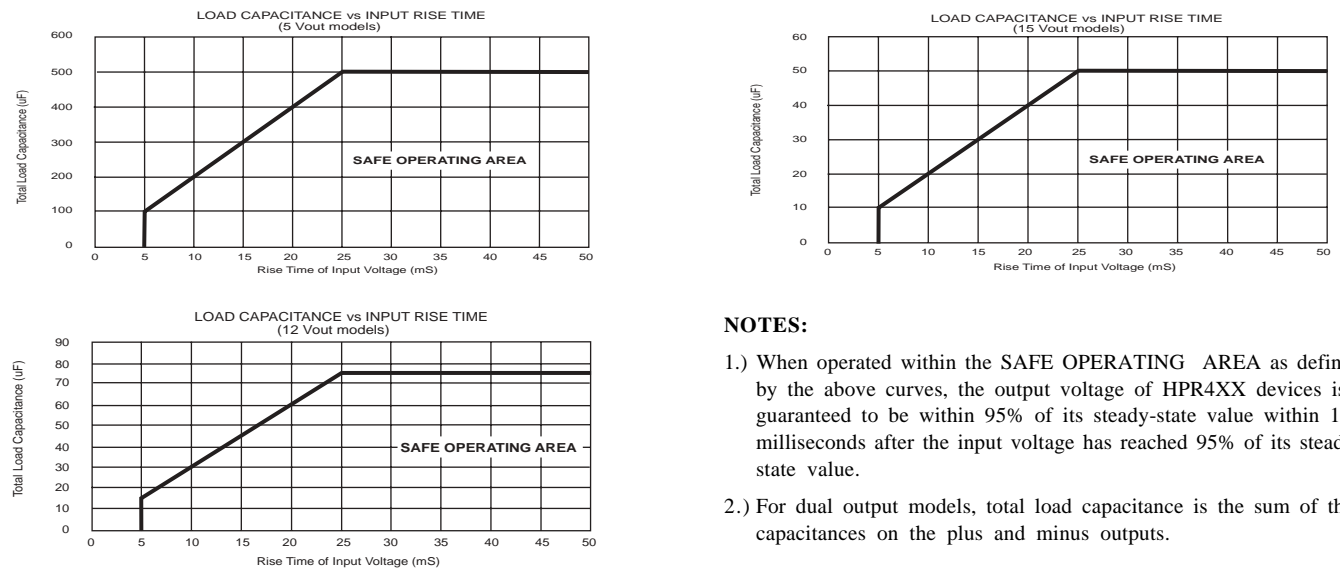 LOAD CAPACITANCE vs INPUT RISE TIME
(5 Vout models)
600
500
400
300
200
100
0
Total Load Capacitance (uF)
SAFE OPERATING AREA
0 5 10 15 20 25 30 35 40 45 50
Rise Time of Input Voltage (mS)
LOAD CAPACITANCE vs INPUT RISE TIME
(15 Vout models)
60
50
40
30
20
10
0
Total Load Capacitance (uF)
SAFE OPERATING AREA
0 5 10 15 20 25 30 35 40 45 50
Rise Time of Input Voltage (mS)
LOAD CAPACITANCE vs INPUT RISE TIME
(12 Vout models)
90
80
70
60
50
40
30
20
10
0
Total Load Capacitance (uF)
SAFE OPERATING AREA
0 5 10 15 20 25 30 35 40 45 50
Rise Time of Input Voltage (mS)
NOTES:
1.) When operated within the SAFE OPERATING AREA as
by the above curves, the output voltage of HPR4XX devices
guaranteed to be within 95% of its steady-state value within
milliseconds after the input voltage has reached 95% of its
state value.
2.) For dual output models, total load capacitance is the sum of
capacitances on the plus and minus outputs.